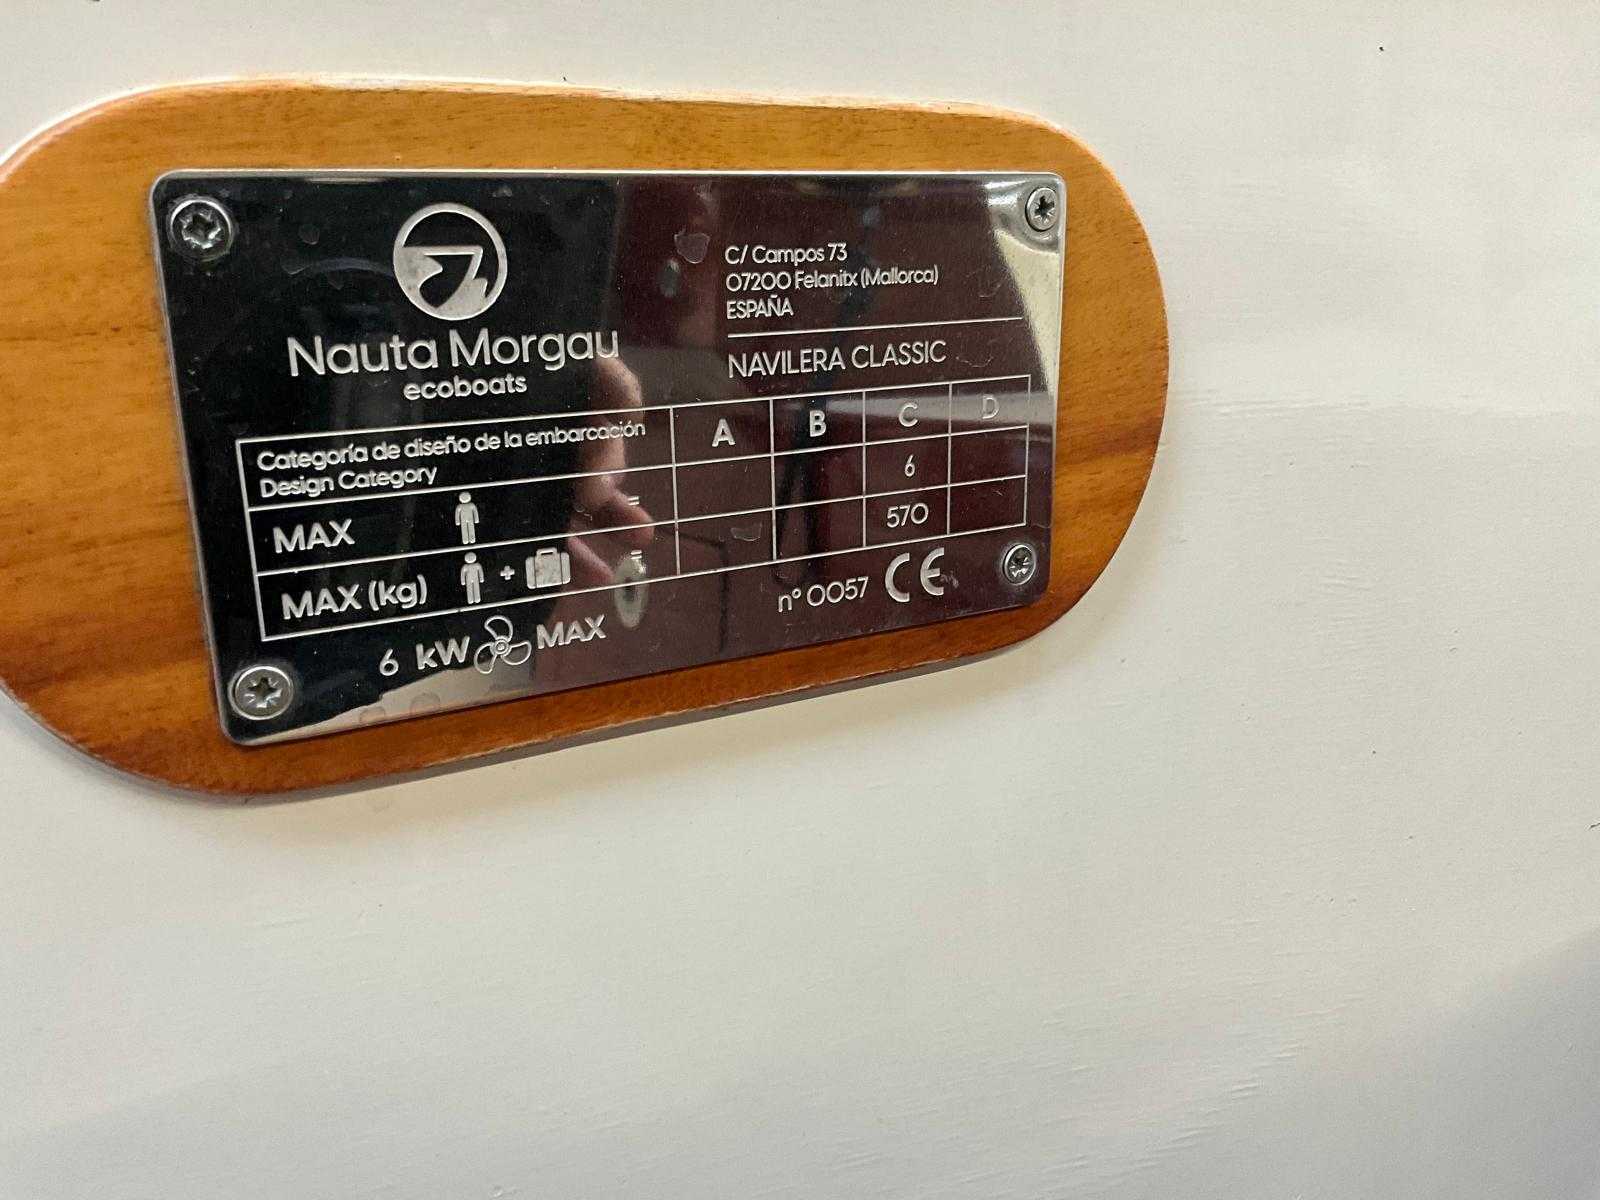 Nauta Morgau
ecoboats
C/ Campos 73
07200 Felanitx (Mallorca)
ESPAÑA
NAVILERA CLASSIC
Categoría de diseño de la embarcación
Design Category
A B C D
MAX = 6
MAX (kg) + = 570
6 kW MAX
nº 0057 CE